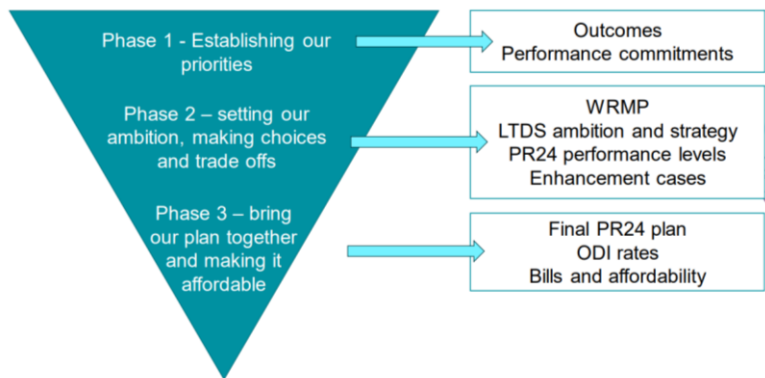 Phase 1 - Establishing our
priorities
Outcomes
Performance commitments
Phase 2 – setting our
ambition, making choices
and trade offs
WRMP
LTDS ambition and strategy
PR24 performance levels
Enhancement cases
Phase 3 – bring
our plan together
and making it
affordable
Final PR24 plan
ODI rates
Bills and affordability